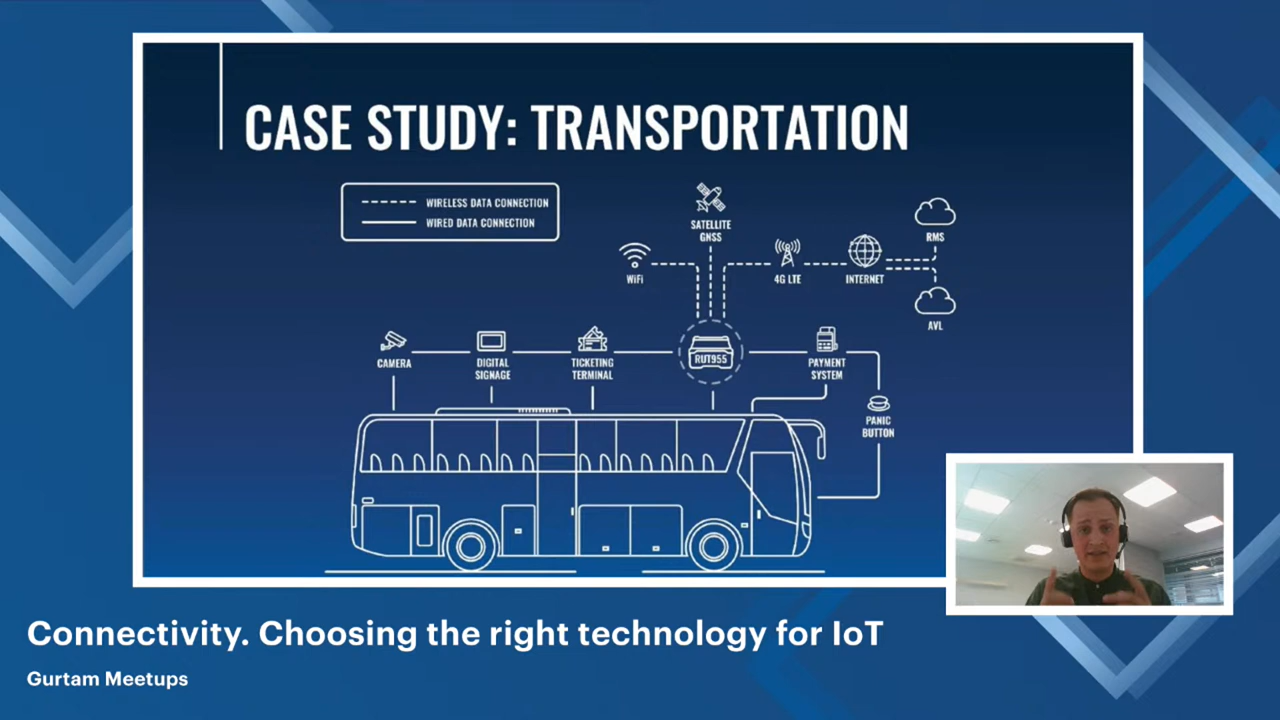 CASE STUDY: TRANSPORTATION
WIRELESS DATA CONNECTION
WIRED DATA CONNECTION
SATELLITE
GNSS
RMS
WiFi
4G LTE
INTERNET
AVL
CAMERA
DIGITAL
SIGNAGE
TICKETING
TERMINAL
RUT955
PAYMENT
SYSTEM
PANIC
BUTTON
Connectivity. Choosing the right technology for IoT
Gurtam Meetups